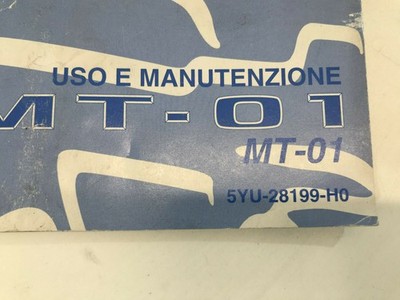 USO E MANUTENZIONE
MT-01
MT-01
5YU-28199-H0